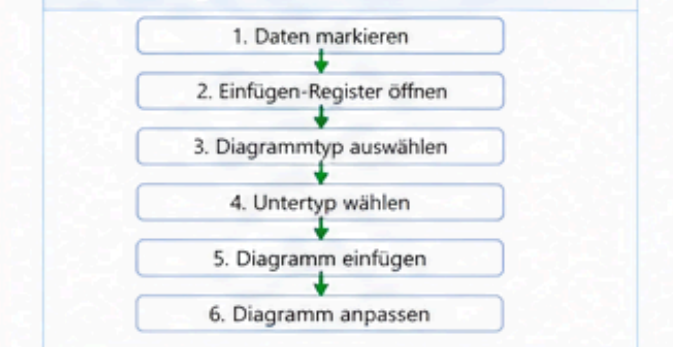 1. Daten markieren
2. Einfügen-Register öffnen
3. Diagrammtyp auswählen
4. Untertyp wählen
5. Diagramm einfügen
6. Diagramm anpassen